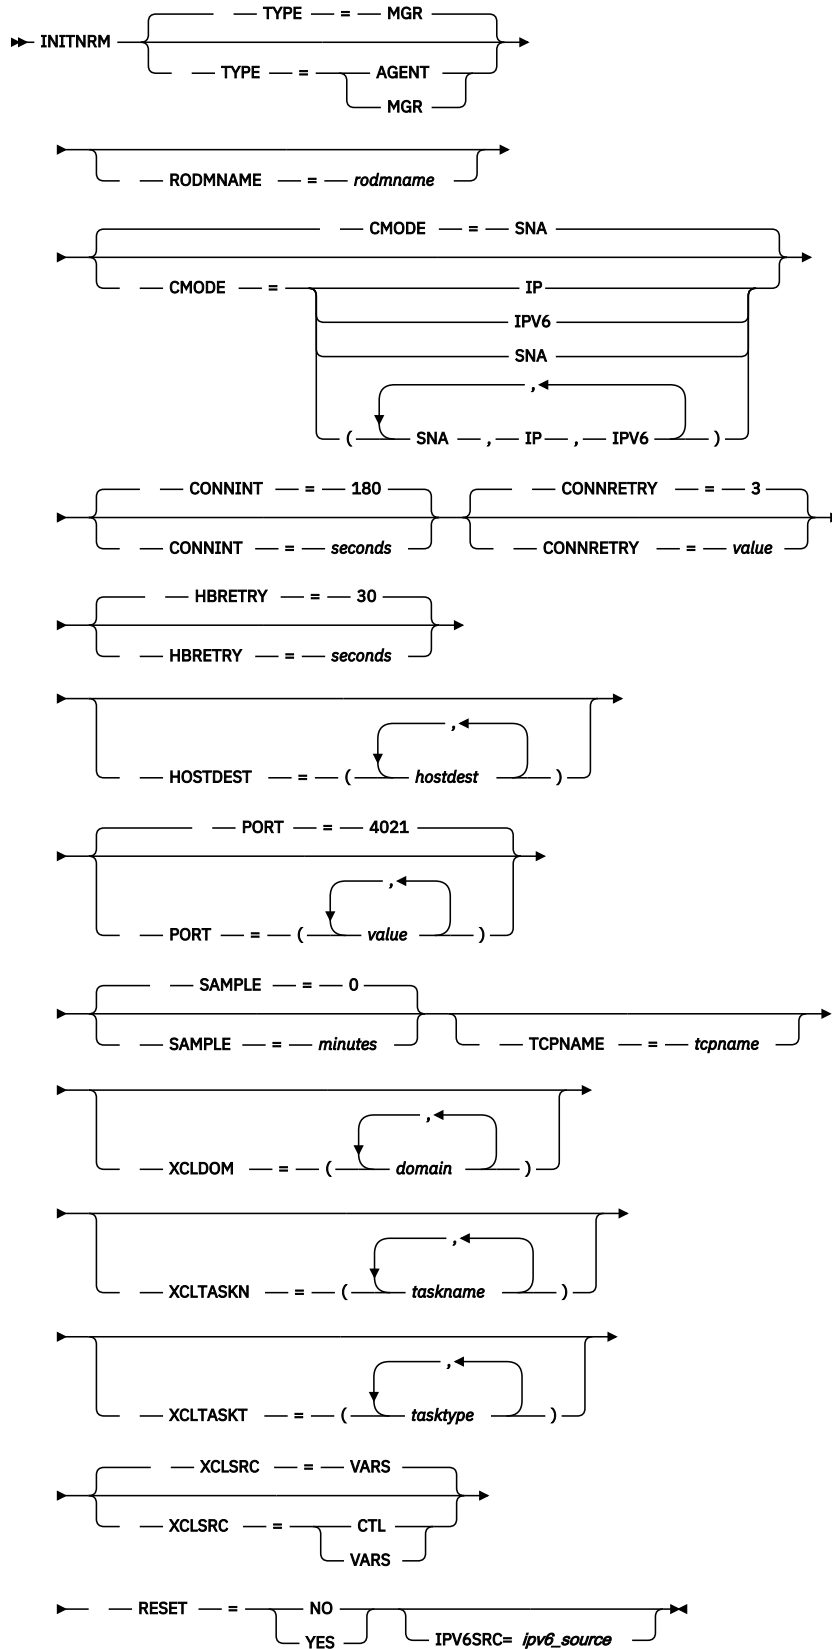 TYPE = MGR
INITNRM
TYPE = AGENT
MGR
RODMNAME = rodmname
CMODE = SNA
CMODE = IP
IPV6
SNA
,
( SNA , IP , IPV6 )
CONNINT = 180 CONNRETRY = 3
CONNINT = seconds CONNRETRY = value
HBRETRY = 30
HBRETRY = seconds
,
HOSTDEST = ( hostdest )
PORT = 4021
,
PORT = ( value )
SAMPLE = 0
SAMPLE = minutes TCPNAME = tcpname
,
XCLDOM = ( domain )
,
XCLTASKN = ( taskname )
,
XCLTASKT = ( tasktype )
XCLSRC = VARS
XCLSRC = CTL
VARS
RESET = NO
YES IPV6SRC= ipv6_source